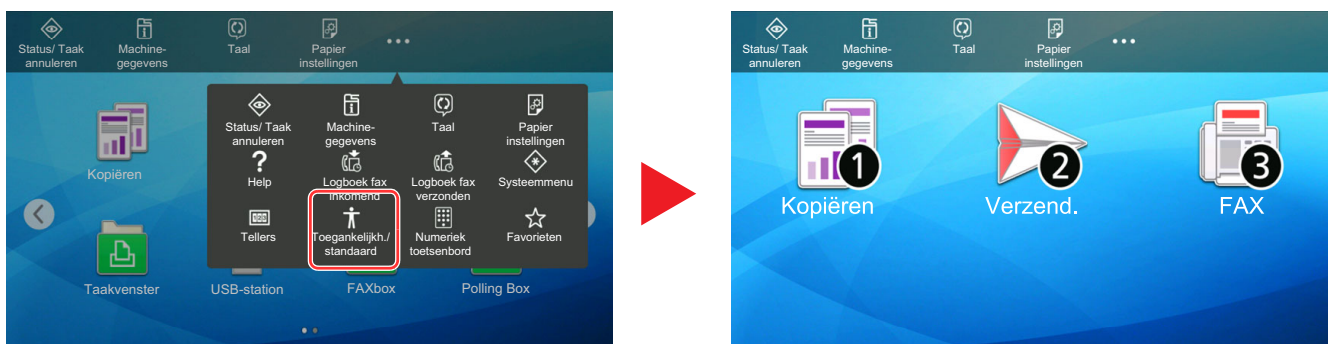 Status/ Taak
annuleren
Machine-
gegevens
Taal
Papier
instellingen
Kopiëren
Status/ Taak
annuleren
Machine-
gegevens
Taal
Papier
instellingen
?
Help
Logboek fax
inkomend
Logboek fax
verzonden
Systeemmenu
Tellers
Toegankelijkh./
standaard
Numeriek
toetsenbord
Favorieten
Taakvenster
USB-station
FAXbox
Polling Box
Status/ Taak
annuleren
Machine-
gegevens
Taal
Papier
instellingen
1
2
3
Kopiëren
Verzend.
FAX